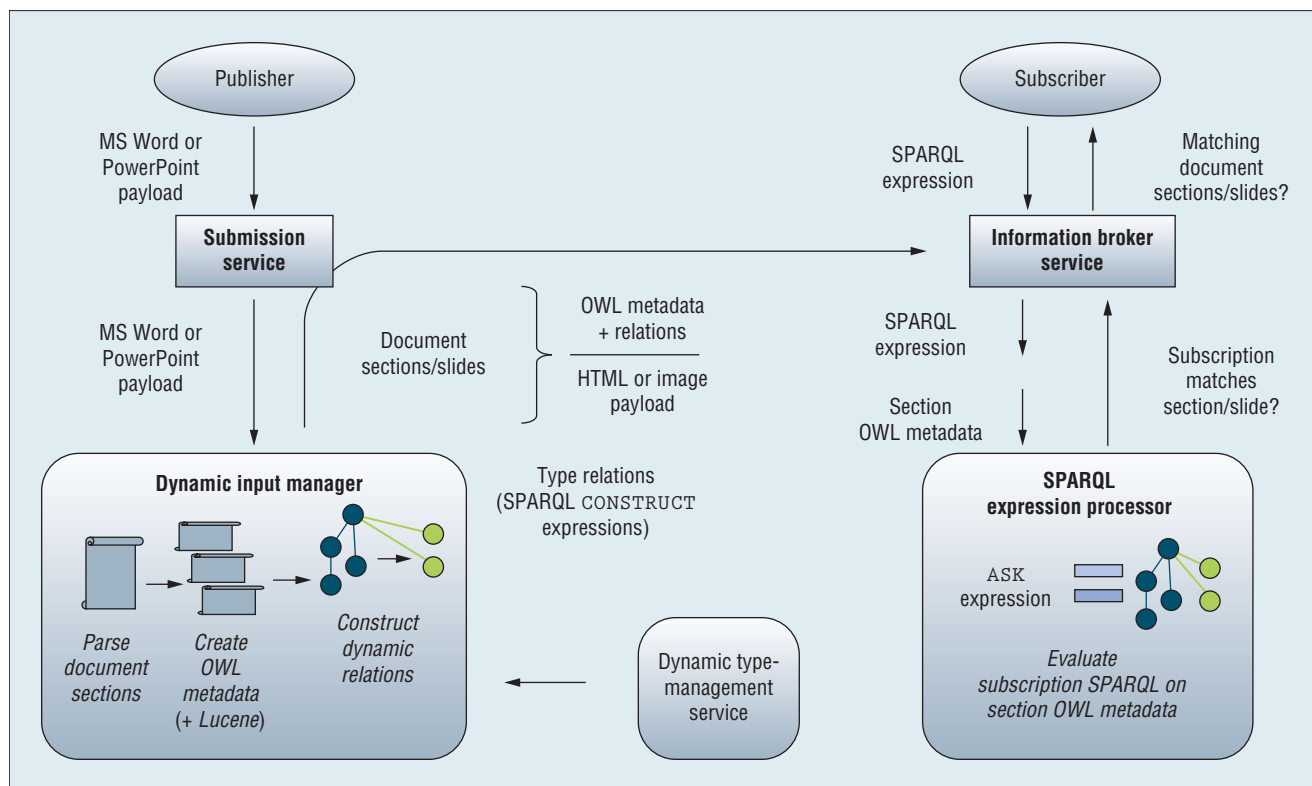 Publisher
MS Word or
PowerPoint
payload
Submission
service
MS Word or
PowerPoint
payload
Document
sections/slides
OWL metadata
+ relations
HTML or image
payload
Type relations
(SPARQL CONSTRUCT
expressions)
Dynamic input manager
Parse
document
sections
Create
OWL
metadata
(+ Lucene)
Construct
dynamic
relations
Dynamic type-
management
service
Subscriber
SPARQL
expression
Matching
document
sections/slides?
Information broker
service
SPARQL
expression
Section
OWL metadata
Subscription
matches
section/slide?
SPARQL
expression processor
ASK
expression
Evaluate
subscription SPARQL on
section OWL metadata